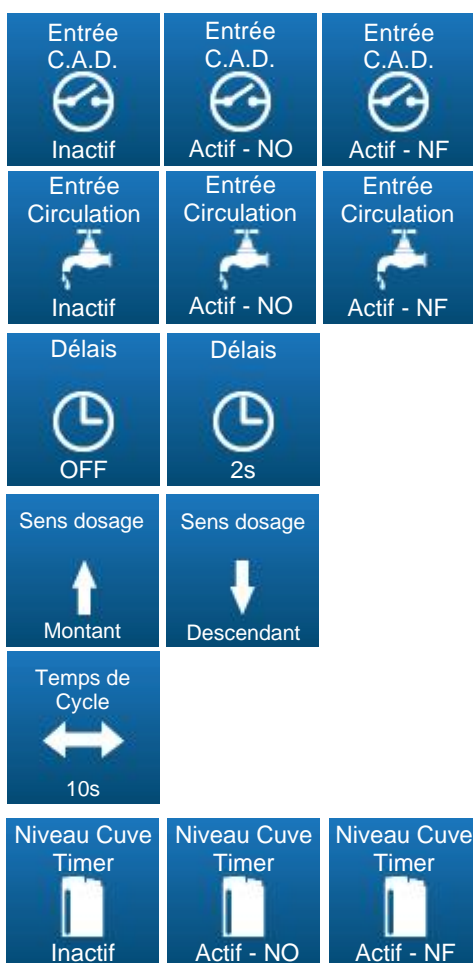 Entrée
C.A.D.
Inactif
Entrée
C.A.D.
Actif - NO
Entrée
C.A.D.
Actif - NF
Entrée
Circulation
Inactif
Entrée
Circulation
Actif - NO
Entrée
Circulation
Actif - NF
Délais
OFF
Délais
2s
Sens dosage
Montant
Sens dosage
Descendant
Temps de
Cycle
10s
Niveau Cuve
Timer
Inactif
Niveau Cuve
Timer
Actif - NO
Niveau Cuve
Timer
Actif - NF